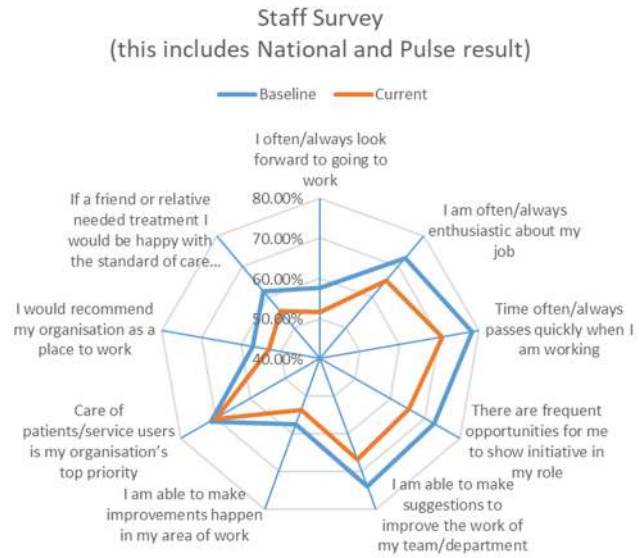 Staff Survey
(this includes National and Pulse result)
Baseline
Current
I often/always look
forward to going to
work
80.00%
70.00%
60.00%
50.00%
40.00%
I am often/always
enthusiastic about my
job
Time often/always
passes quickly when I
am working
There are frequent
opportunities for me
to show initiative in
my role
I am able to make
suggestions to
improve the work of
my team/department
I am able to make
improvements happen
in my area of work
Care of
patients/service users
is my organisation's
top priority
I would recommend
my organisation as a
place to work
If a friend or relative
needed treatment I
would be happy with
the standard of care...